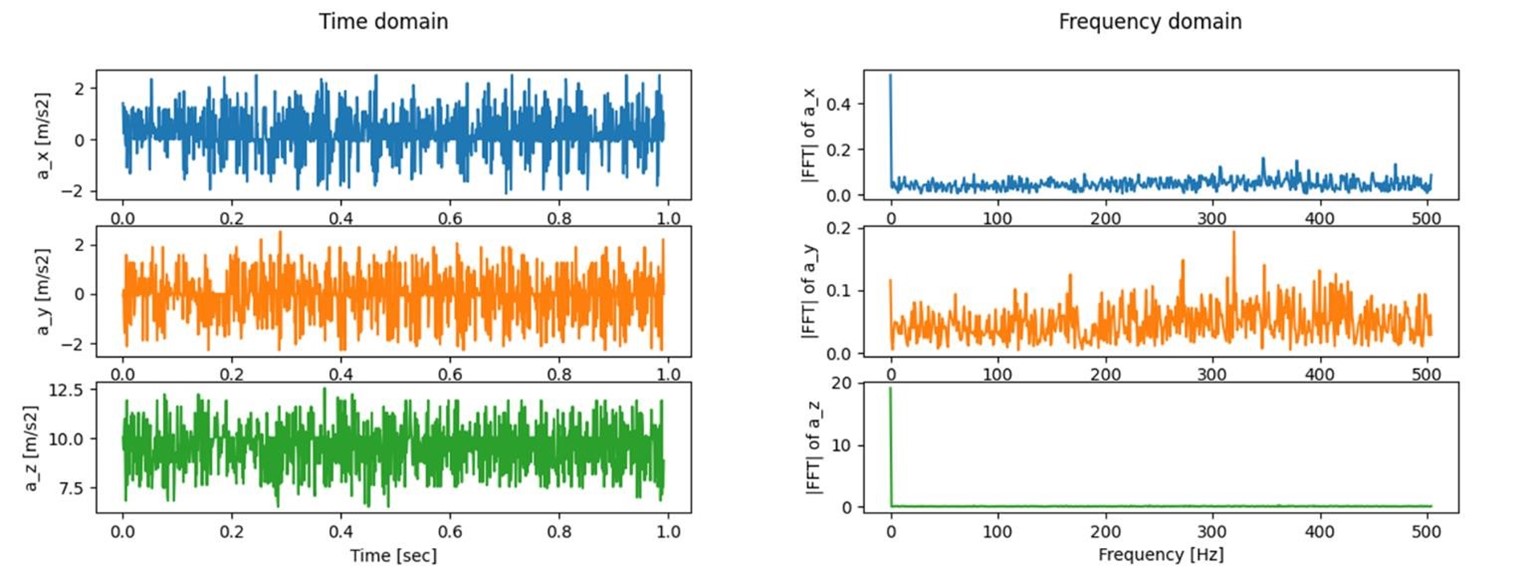 Time domain
a_x [m/s2]
2
0
−2
0.0 0.2 0.4 0.6 0.8 1.0
a_y [m/s2]
2
0
−2
0.0 0.2 0.4 0.6 0.8 1.0
a_z [m/s2]
12.5
10.0
7.5
0.0 0.2 0.4 0.6 0.8 1.0
Time [sec]
Frequency domain
|FFT| of a_x
0.4
0.2
0.0
0 100 200 300 400 500
|FFT| of a_y
0.2
0.1
0.0
0 100 200 300 400 500
|FFT| of a_z
20
10
0
0 100 200 300 400 500
Frequency [Hz]